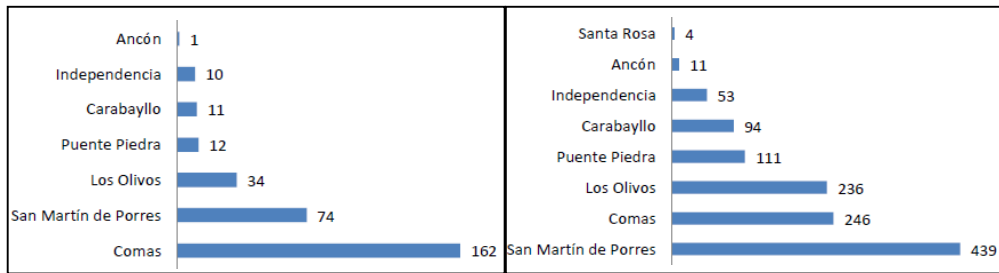 Ancón 1
Independencia 10
Carabayllo 11
Puente Piedra 12
Los Olivos 34
San Martín de Porres 74
Comas 162
Santa Rosa 4
Ancón 11
Independencia 53
Carabayllo 94
Puente Piedra 111
Los Olivos 236
Comas 246
San Martín de Porres 439